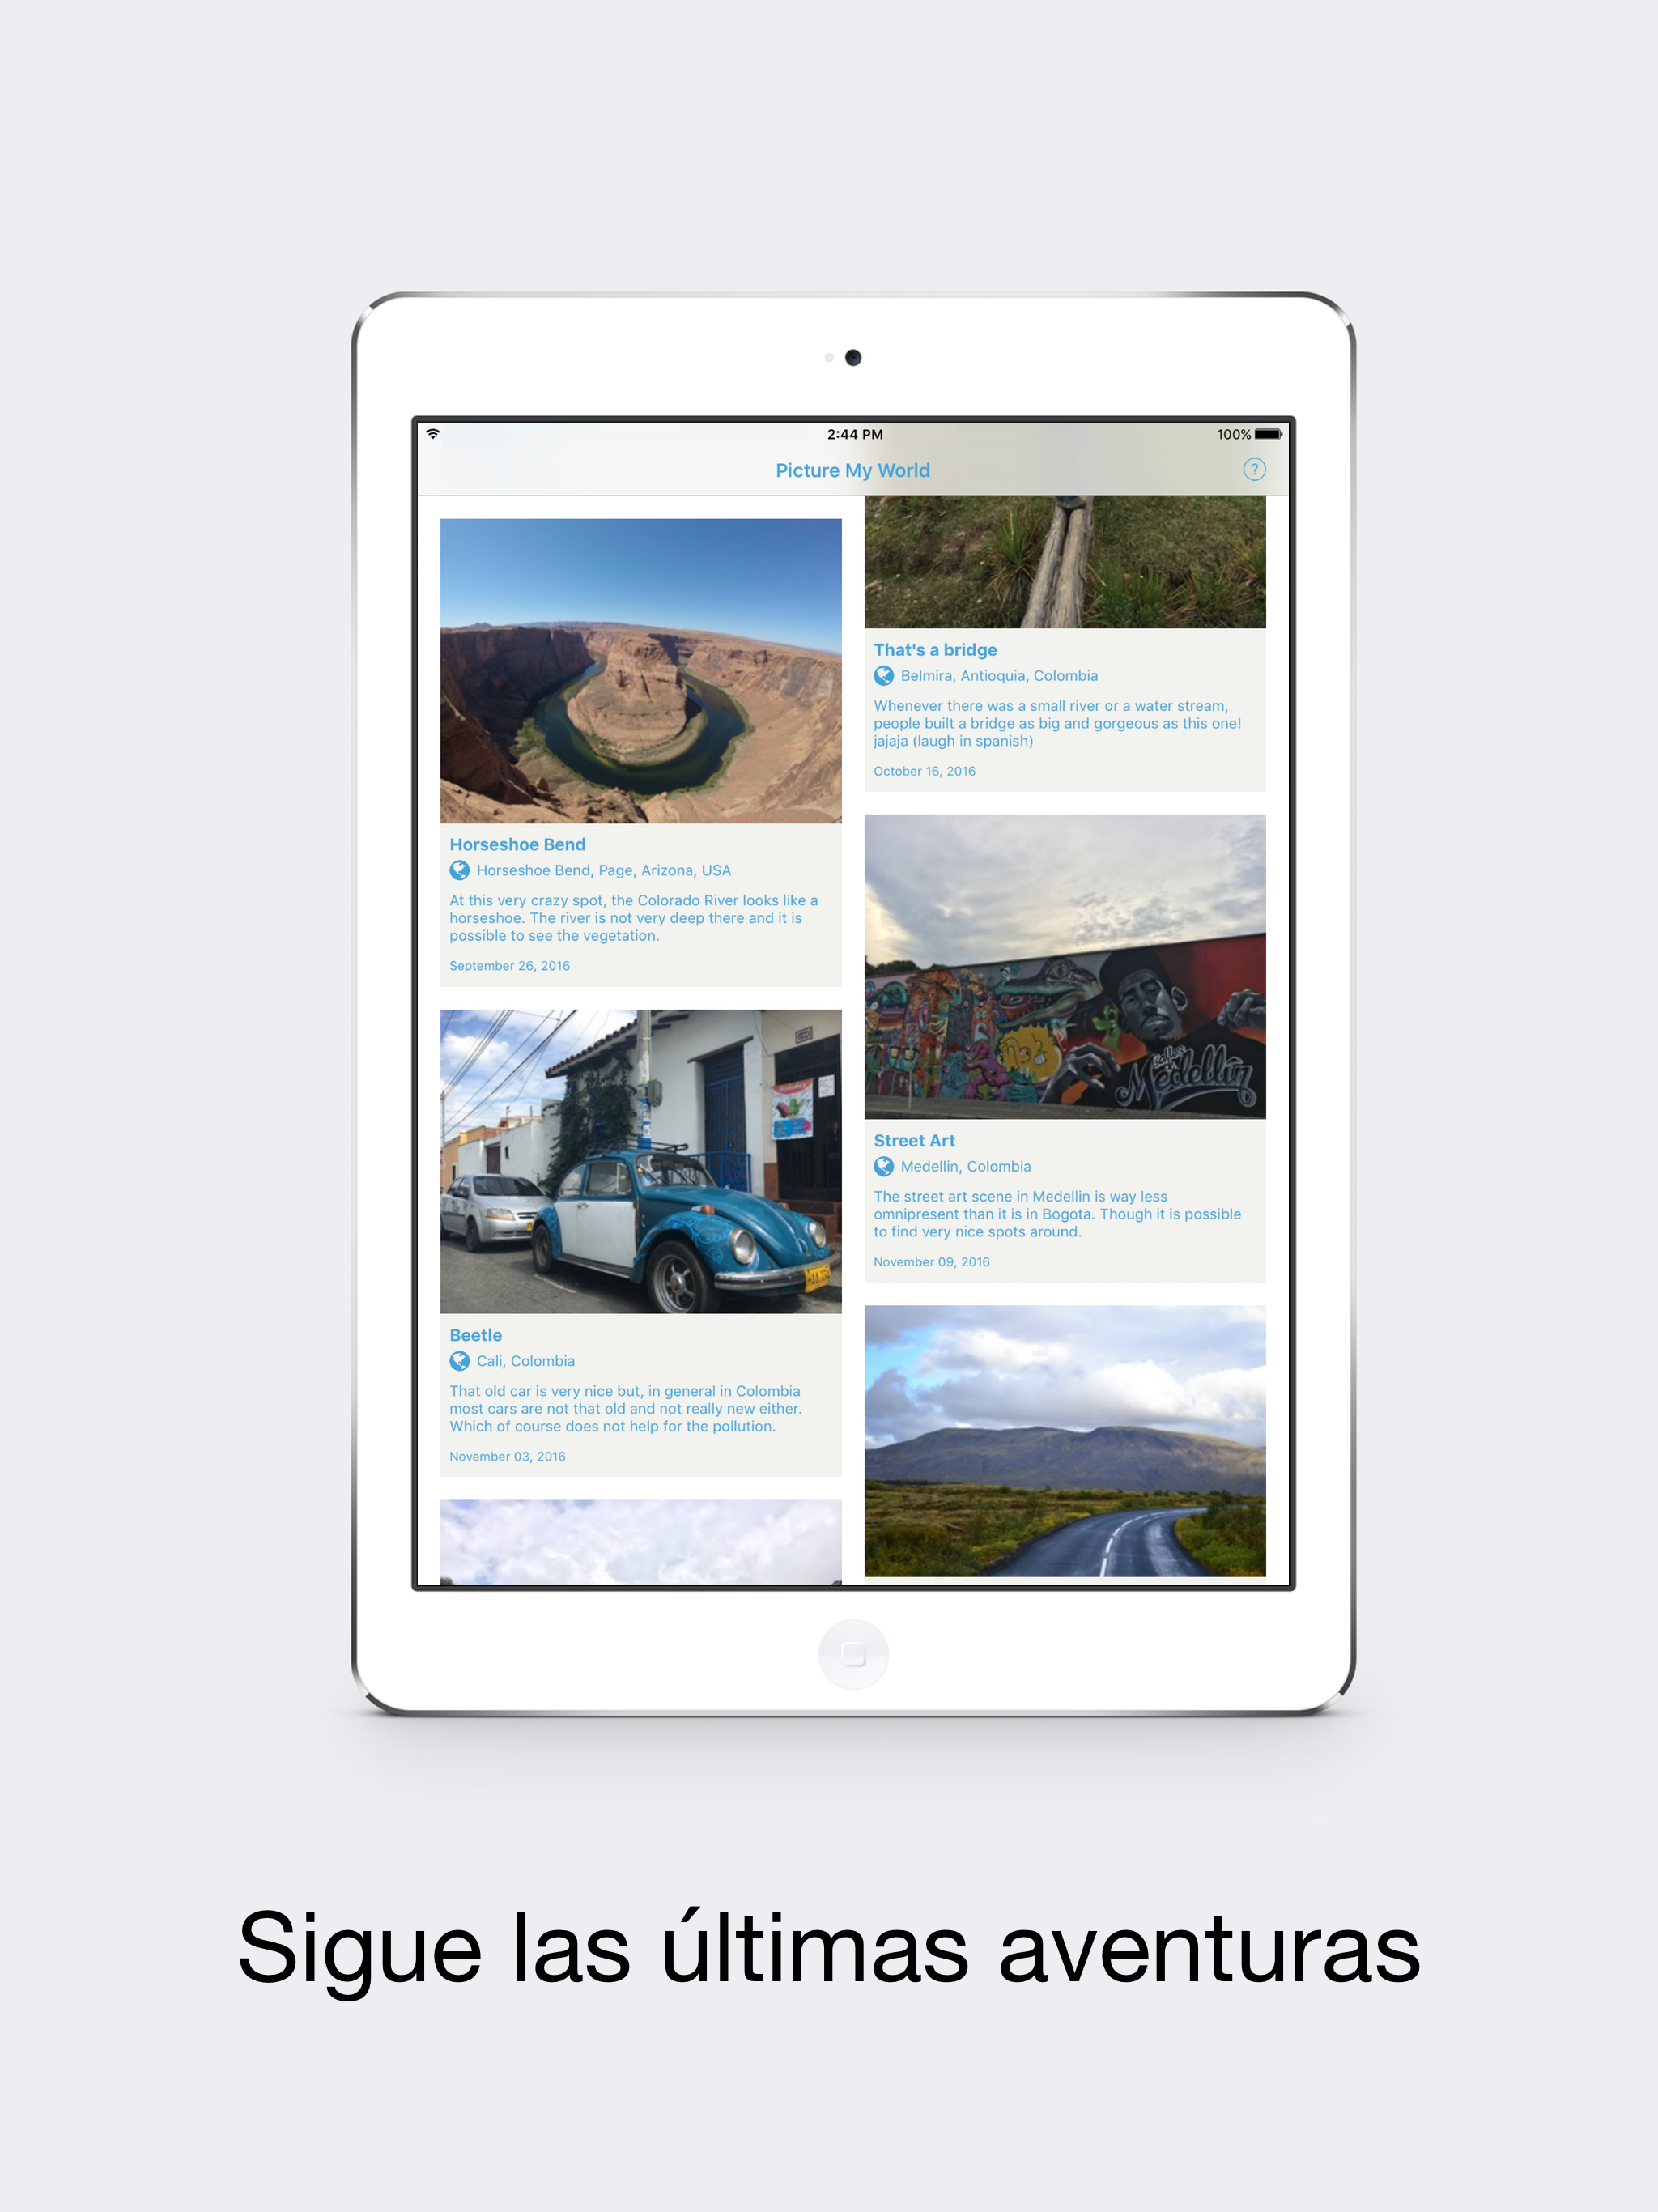 2:44 PM
100%
Picture My World
?
Horseshoe Bend
Horseshoe Bend, Page, Arizona, USA
At this very crazy spot, the Colorado River looks like a
horseshoe. The river is not very deep there and it is
possible to see the vegetation.
September 26, 2016
Beetle
Cali, Colombia
That old car is very nice but, in general in Colombia
most cars are not that old and not really new either.
Which of course does not help for the pollution.
November 03, 2016
That's a bridge
Belmira, Antioquia, Colombia
Whenever there was a small river or a water stream,
people built a bridge as big and gorgeous as this one!
jajaja (laugh in spanish)
October 16, 2016
Medellin
Street Art
Medellin, Colombia
The street art scene in Medellin is way less
omnipresent than it is in Bogota. Though it is possible
to find very nice spots around.
November 09, 2016
Sigue las últimas aventuras